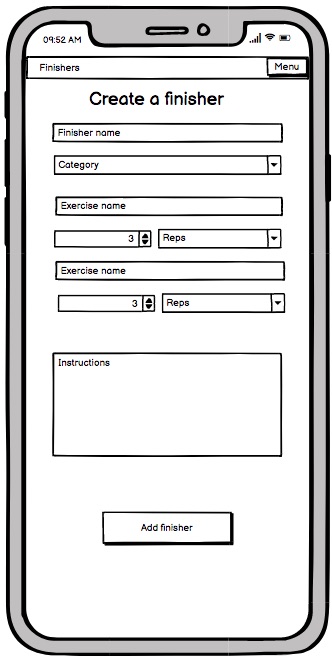 09:52 AM
Finishers
Menu
Create a finisher
Finisher name
Category
Exercise name
3
Reps
Exercise name
3
Reps
Instructions
Add finisher